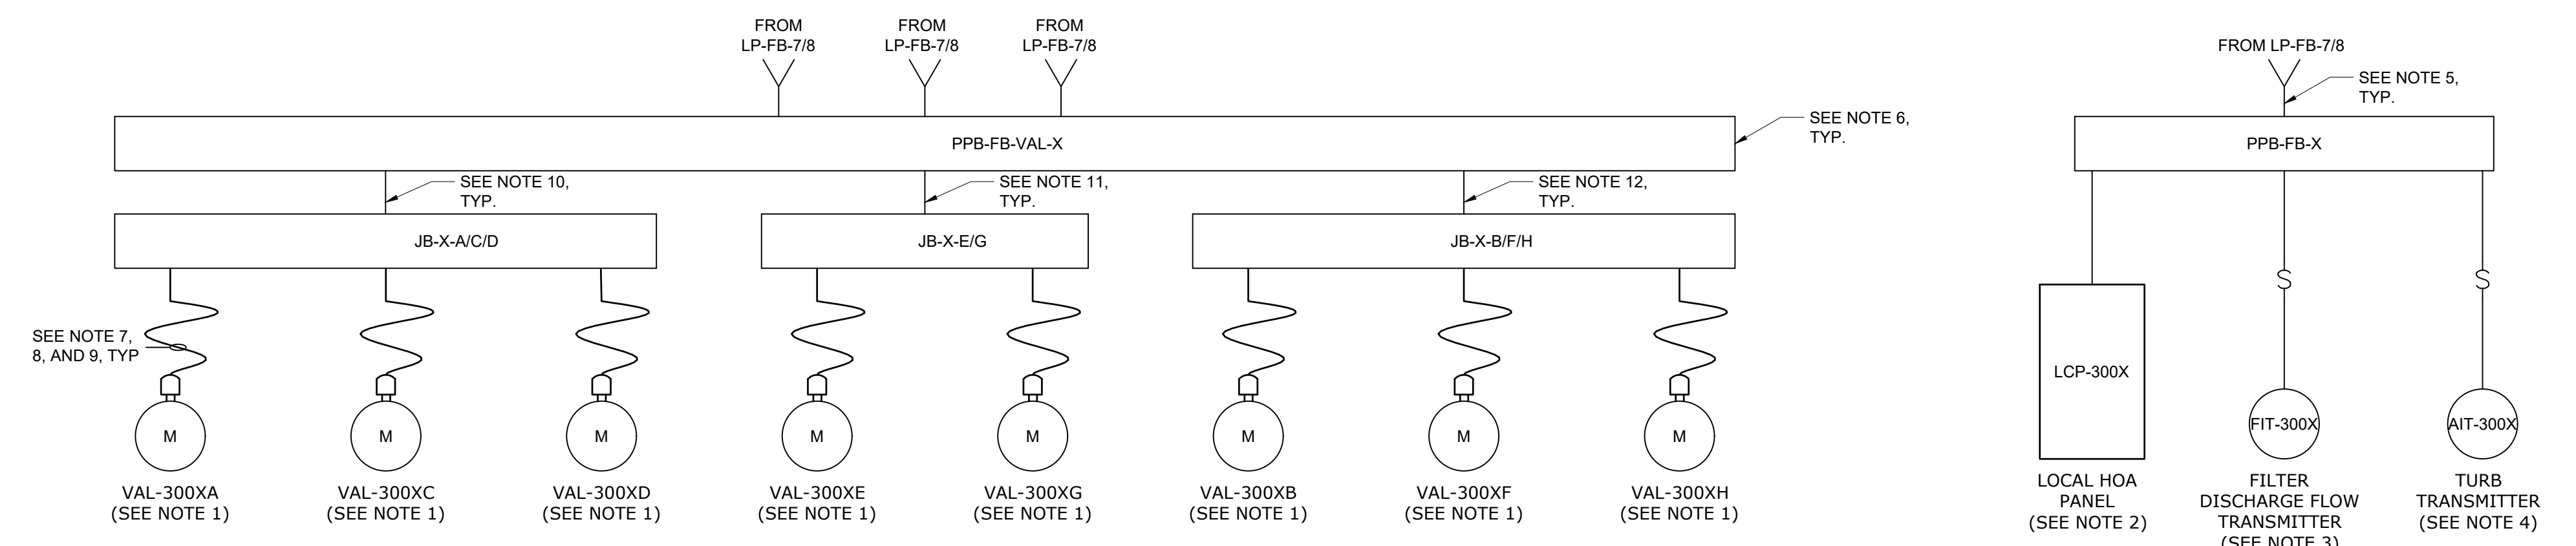 FROM
LP-FB-7/8
FROM
LP-FB-7/8
FROM
LP-FB-7/8
FROM LP-FB-7/8
SEE NOTE 5,
TYP.
PPB-FB-VAL-X
SEE NOTE 6,
TYP.
PPB-FB-X
SEE NOTE 10,
TYP.
SEE NOTE 11,
TYP.
SEE NOTE 12,
TYP.
JB-X-A/C/D
JB-X-E/G
JB-X-B/F/H
S
S
SEE NOTE 7,
8, AND 9, TYP
LCP-300X
M
M
M
M
M
M
M
M
FIT-300X
AIT-300X
VAL-300XA
(SEE NOTE 1)
VAL-300XC
(SEE NOTE 1)
VAL-300XD
(SEE NOTE 1)
VAL-300XE
(SEE NOTE 1)
VAL-300XG
(SEE NOTE 1)
VAL-300XB
(SEE NOTE 1)
VAL-300XF
(SEE NOTE 1)
VAL-300XH
(SEE NOTE 1)
LOCAL HOA
PANEL
(SEE NOTE 2)
FILTER
DISCHARGE FLOW
TRANSMITTER
(SEE NOTE 3)
TURB
TRANSMITTER
(SEE NOTE 4)